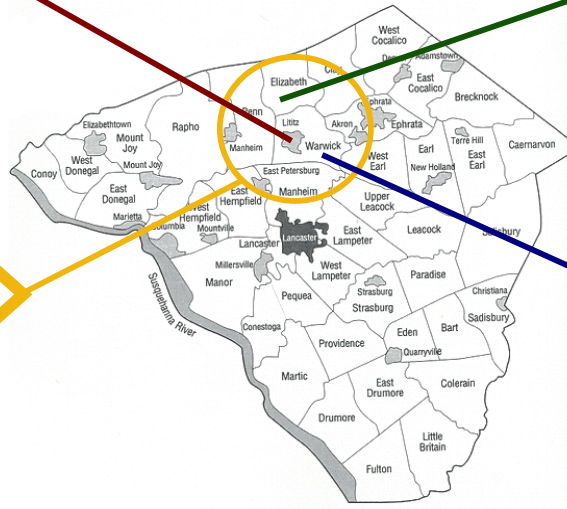 West
Cocalico
Adamstown
Elizabeth
East
Cocalico
Brecknock
Penn
Ephrata
Lititz
Akron
Ephrata
Elizabethtown
Rapho
Mount
Joy
Manheim
Warwick
Terre Hill
Caernarvon
West
Donegal
Mount Joy
West
Earl
Earl
East
Earl
New Holland
Conoy
East Petersburg
East
Donegal
East
Hempfield
Manheim
Upper
Leacock
Marietta
West
Hempfield
Columbia
Mountville
Lancaster
Lancaster
East
Lampeter
Leacock
Salisbury
Millersville
Manor
West
Lampeter
Paradise
Strasburg
Strasburg
Christiana
Sadisbury
Pequea
Susquehanna River
Conestoga
Providence
Eden
Bart
Quarryville
Martic
East
Drumore
Colerain
Drumore
Little
Britain
Fulton